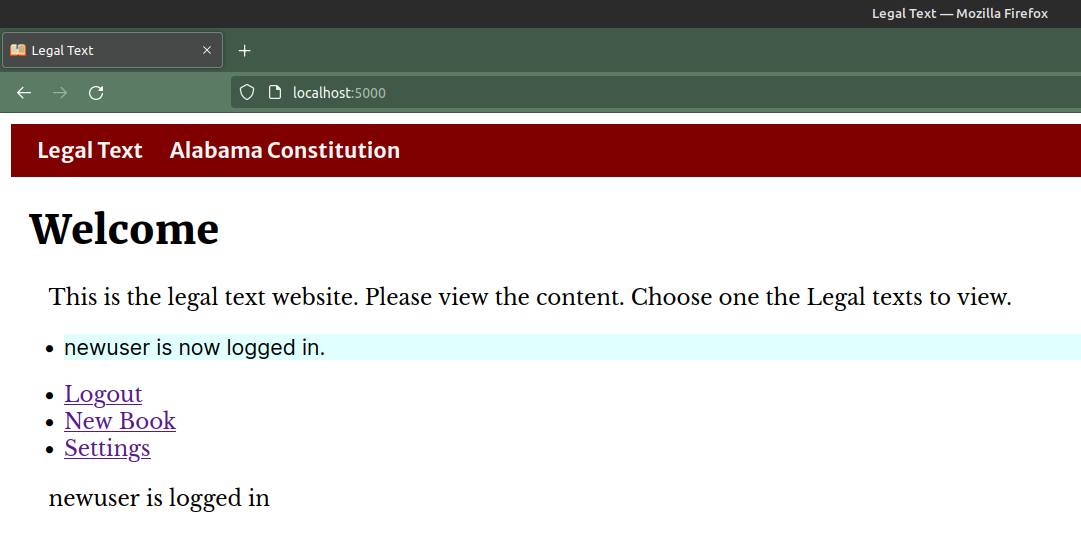 Legal Text — Mozilla Firefox
Legal Text
localhost:5000
Legal Text Alabama Constitution
Welcome
This is the legal text website. Please view the content. Choose one the Legal texts to view.
newuser is now logged in.
Logout
New Book
Settings
newuser is logged in